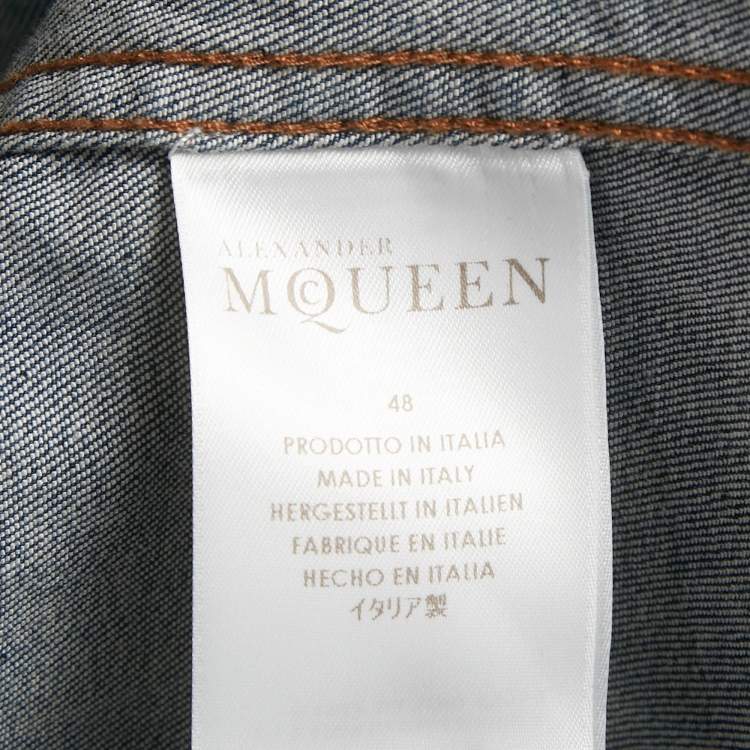 ALEXANDER
McQUEEN
48
PRODOTTO IN ITALIA
MADE IN ITALY
HERGESTELLT IN ITALIEN
FABRIQUE EN ITALIE
HECHO EN ITALIA
イタリア製